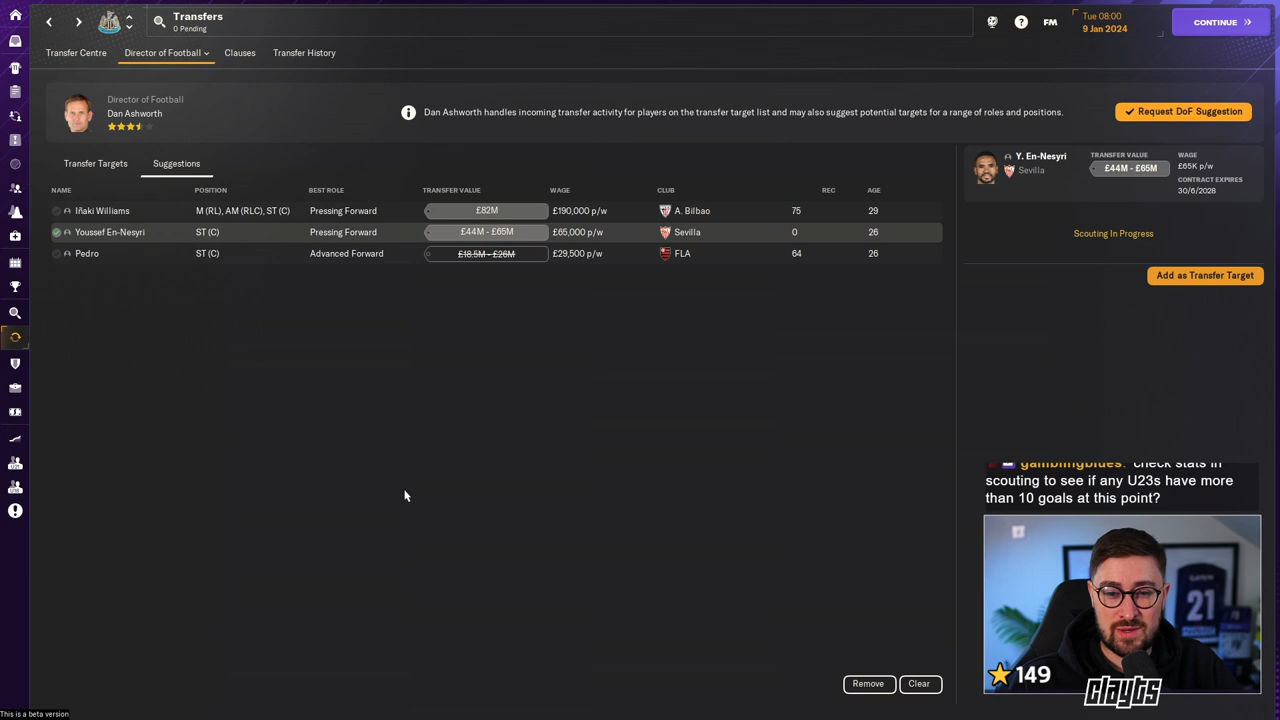 Transfers
0 Pending
FM
Tue 08:00
9 Jan 2024
CONTINUE
Transfer Centre
Director of Football
Clauses
Transfer History
Director of Football
Dan Ashworth
Dan Ashworth handles incoming transfer activity for players on the transfer target list and may also suggest potential targets for a range of roles and positions.
Request DoF Suggestion
Transfer Targets
Suggestions
NAME POSITION BEST ROLE TRANSFER VALUE WAGE CLUB REC AGE
Iñaki Williams M (RL), AM (RLC), ST (C) Pressing Forward £82M £190,000 p/w A. Bilbao 75 29
Youssef En-Nesyri ST (C) Pressing Forward £44M - £65M £65,000 p/w Sevilla 0 26
Pedro ST (C) Advanced Forward £18.5M - £26M £29,500 p/w FLA 64 26
Y. En-Nesyri
Sevilla
TRANSFER VALUE
£44M - £65M
WAGE
£65K p/w
CONTRACT EXPIRES
30/6/2028
Scouting In Progress
Add as Transfer Target
gamblingblues: check stats in
scouting to see if any U23s have more
than 10 goals at this point?
21
149
clayts
Remove
Clear
U21
U18
This is a beta version